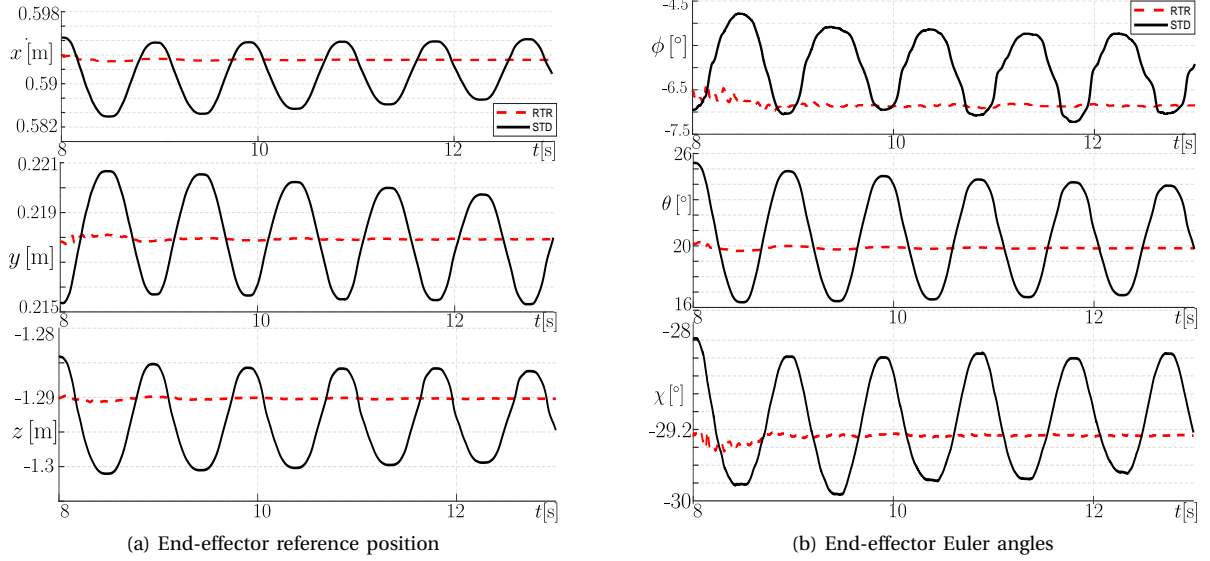 0.598
x [m]
0.59
0.582
RTR
STD
8
10
12
t[s]
0.221
0.219
y [m]
0.215
8
10
12
t[s]
-1.28
-1.29
z [m]
-1.3
8
10
12
t[s]
(a) End-effector reference position
-4.5
ϕ [°]
-6.5
-7.5
RTR
STD
8
10
12
t[s]
26
θ [°]
20
16
8
10
12
t[s]
-28
χ [°]
-29.2
-30
8
10
12
t[s]
(b) End-effector Euler angles